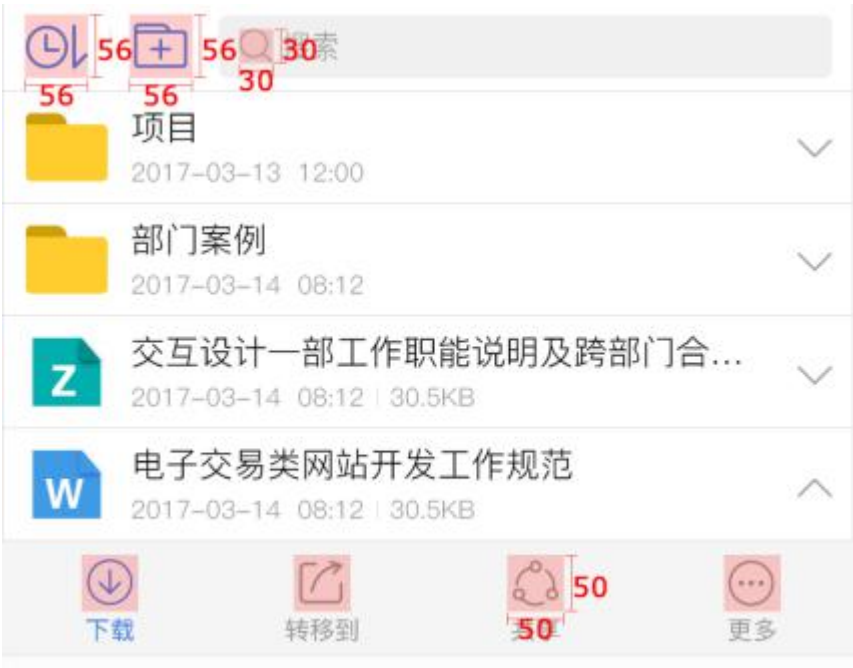 56 56 搜索 30
56 56 30
项目
2017-03-13 12:00
部门案例
2017-03-14 08:12
Z
交互设计一部工作职能说明及跨部门合...
2017-03-14 08:12 | 30.5KB
W
电子交易类网站开发工作规范
2017-03-14 08:12 | 30.5KB
50
下载 转移到 共享 50 更多